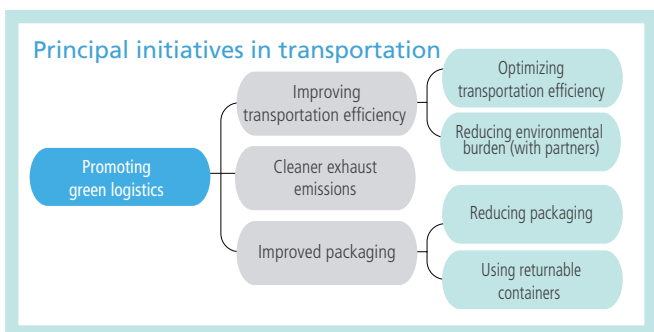 Principal initiatives in transportation
Promoting
green logistics
Improving
transportation efficiency
Optimizing
transportation efficiency
Reducing environmental
burden (with partners)
Cleaner exhaust
emissions
Improved packaging
Reducing packaging
Using returnable
containers